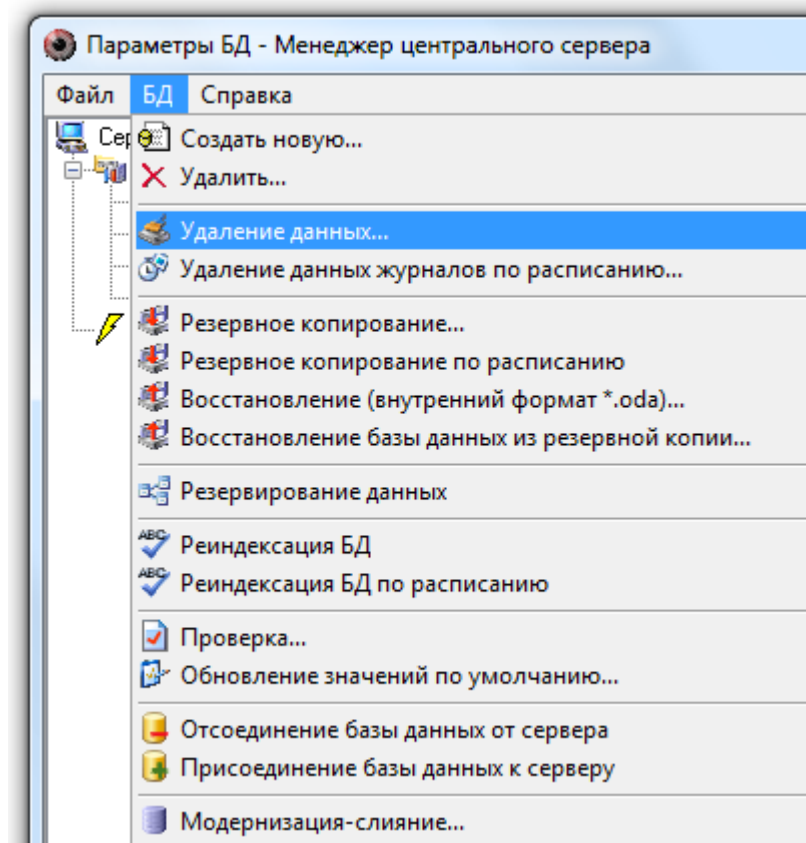 Параметры БД - Менеджер центрального сервера
Файл БД Справка
Сер
Создать новую...
Удалить...
Удаление данных...
Удаление данных журналов по расписанию...
Резервное копирование...
Резервное копирование по расписанию
Восстановление (внутренний формат *.oda)...
Восстановление базы данных из резервной копии...
Резервирование данных
ABC
Реиндексация БД
ABC
Реиндексация БД по расписанию
Проверка...
Обновление значений по умолчанию...
Отсоединение базы данных от сервера
Присоединение базы данных к серверу
Модернизация-слияние...